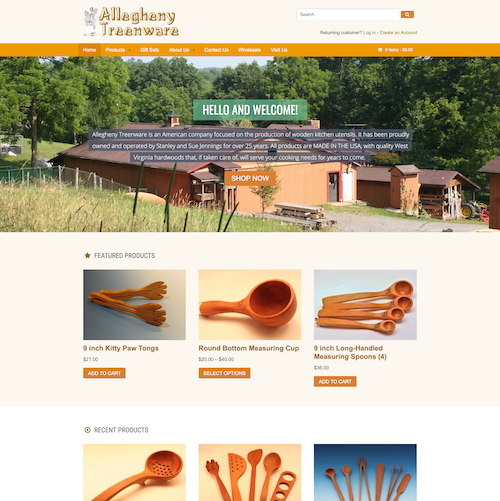 Allegheny
Treenware
Search
Returning customer? Log in - Create an Account
Home Products Gift Sets About Us Contact Us Wholesale Visit Us 0 items - $0.00
HELLO AND WELCOME!
Allegheny Treenware is an American company focused on the production of wooden kitchen utensils. It has been proudly
owned and operated by Stanley and Sue Jennings for over 25 years. All products are MADE IN THE USA, with quality West
Virginia hardwoods that, if taken care of, will serve your cooking needs for years to come.
SHOP NOW
FEATURED PRODUCTS
9 inch Kitty Paw Tongs
$21.00
ADD TO CART
Round Bottom Measuring Cup
$20.00 – $40.00
SELECT OPTIONS
9 inch Long-Handled
Measuring Spoons (4)
$36.00
ADD TO CART
RECENT PRODUCTS